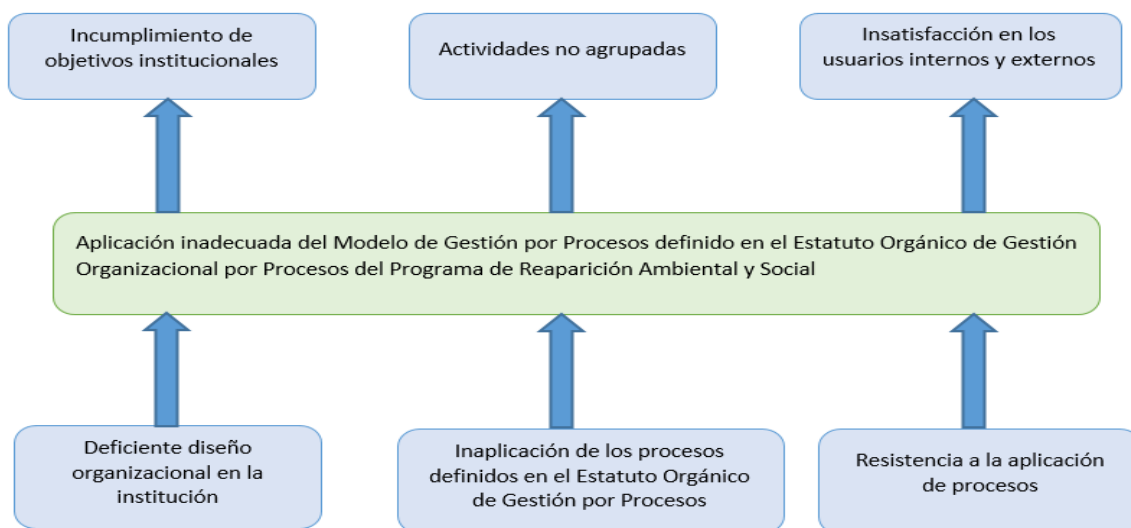 Incumplimiento de
objetivos institucionales
Actividades no agrupadas
Insatisfacción en los
usuarios internos y externos
Aplicación inadecuada del Modelo de Gestión por Procesos definido en el Estatuto Orgánico de Gestión
Organizacional por Procesos del Programa de Reaparición Ambiental y Social
Deficiente diseño
organizacional en la
institución
Inaplicación de los procesos
definidos en el Estatuto Orgánico
de Gestión por Procesos
Resistencia a la aplicación
de procesos